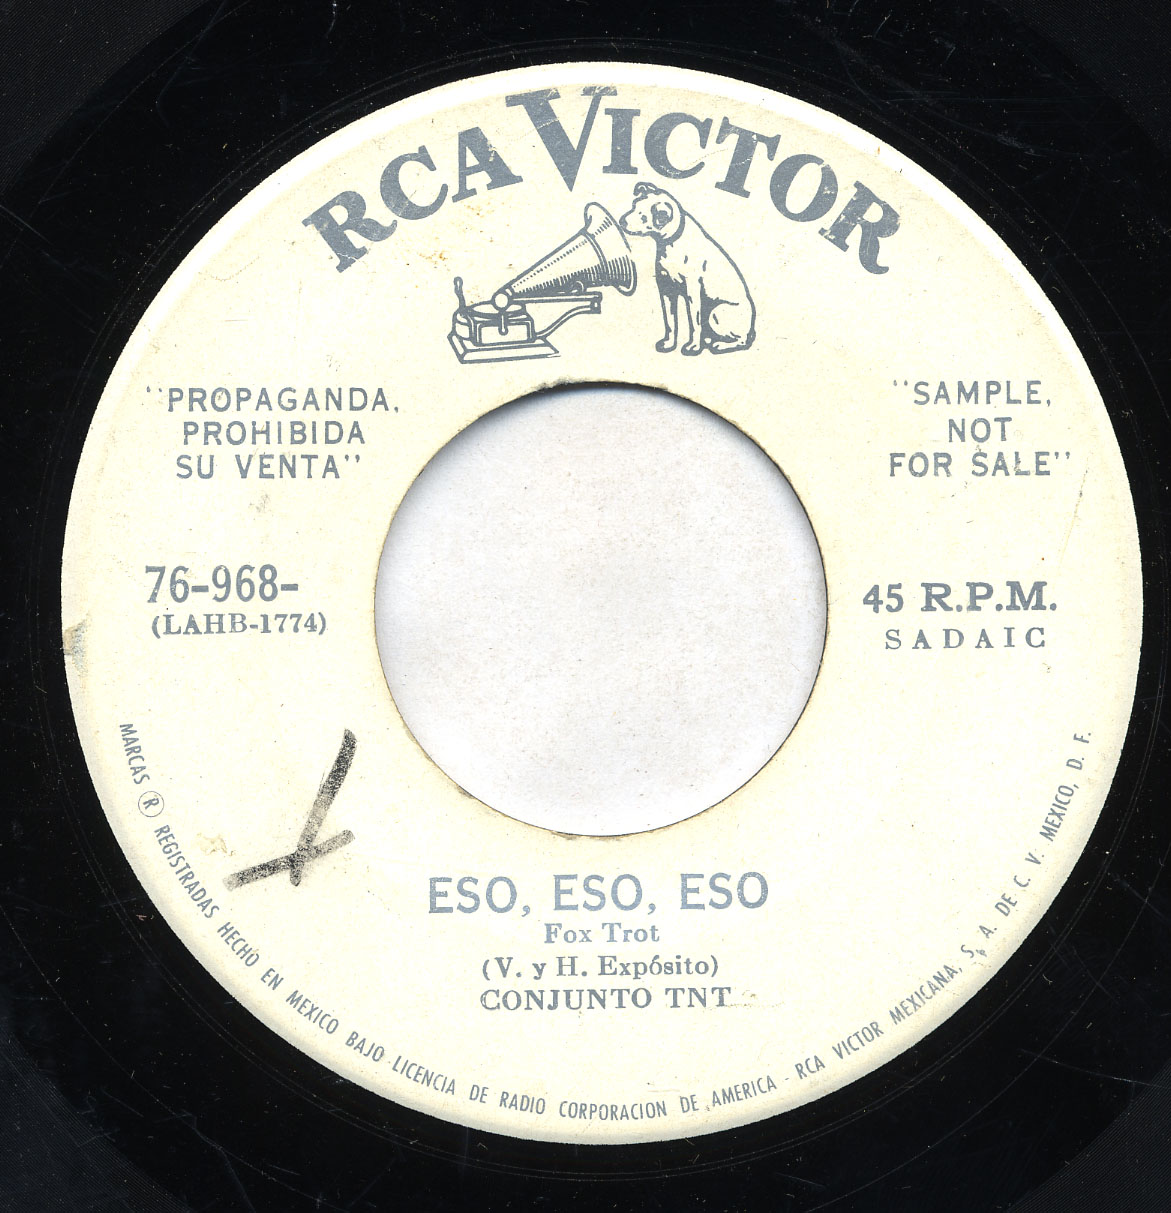 RCA VICTOR
"PROPAGANDA,
PROHIBIDA
SU VENTA"
"SAMPLE,
NOT
FOR SALE"
76-968-
(LAHB-1774)
45 R.P.M.
SADAIC
ESO, ESO, ESO
Fox Trot
(V. y H. Expósito)
CONJUNTO TNT
MARCAS ® REGISTRADAS HECHO EN MEXICO BAJO LICENCIA DE RADIO CORPORACION DE AMERICA - RCA VICTOR MEXICANA, S. A. DE C. V. MEXICO, D. F.